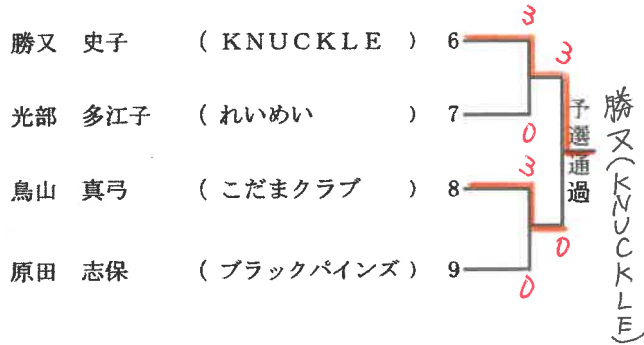 3
勝又 史子 ( KNUCKLE ) 6
3
光部 多江子 ( れいめい ) 7
0
予選通過
勝又(KNUCKLE)
3
鳥山 真弓 ( こだまクラブ ) 8
0
原田 志保 ( ブラックパインズ ) 9
0